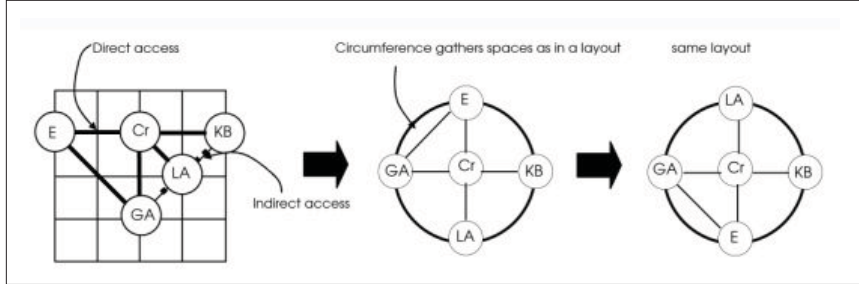 Direct access
Circumference gathers spaces as in a layout
same layout
E
Cr
KB
LA
GA
Indirect access
E
GA
Cr
KB
LA
LA
GA
Cr
KB
E